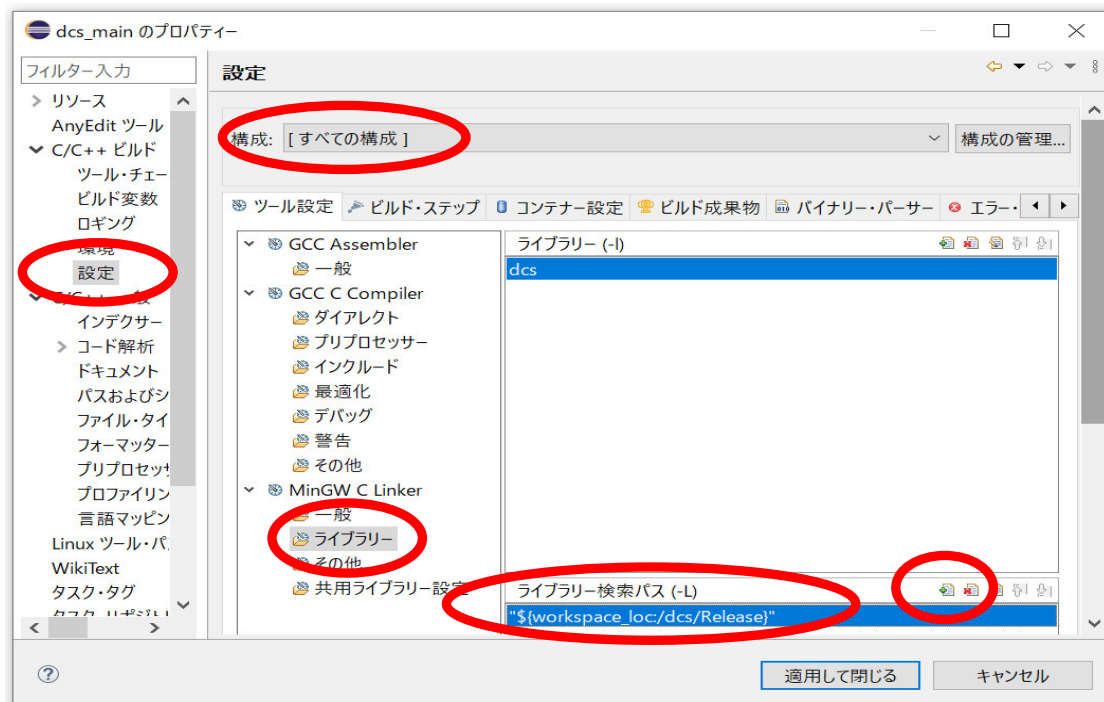 dcs_main のプロパティー
フィルター入力
設定
リソース
AnyEdit ツール
C/C++ ビルド
ツール・チェー
ビルド変数
ロギング
環境
設定
インデクサー
コード解析
ドキュメント
パスおよびシ
ファイル・タイ
フォーマッター
プリプロセッサ
プロファイリン
言語マッピン
Linux ツール・パ
WikiText
タスク・タグ
構成: [ すべての構成 ] 構成の管理...
ツール設定 ビルド・ステップ コンテナー設定 ビルド成果物 バイナリー・パーサー エラー・
GCC Assembler
一般
GCC C Compiler
ダイアレクト
プリプロセッサー
インクルード
最適化
デバッグ
警告
その他
MinGW C Linker
一般
ライブラリー
その他
共用ライブラリー設定
ライブラリー (-l)
dcs
ライブラリー検索パス (-L)
"${workspace_loc:/dcs/Release}"
適用して閉じる キャンセル